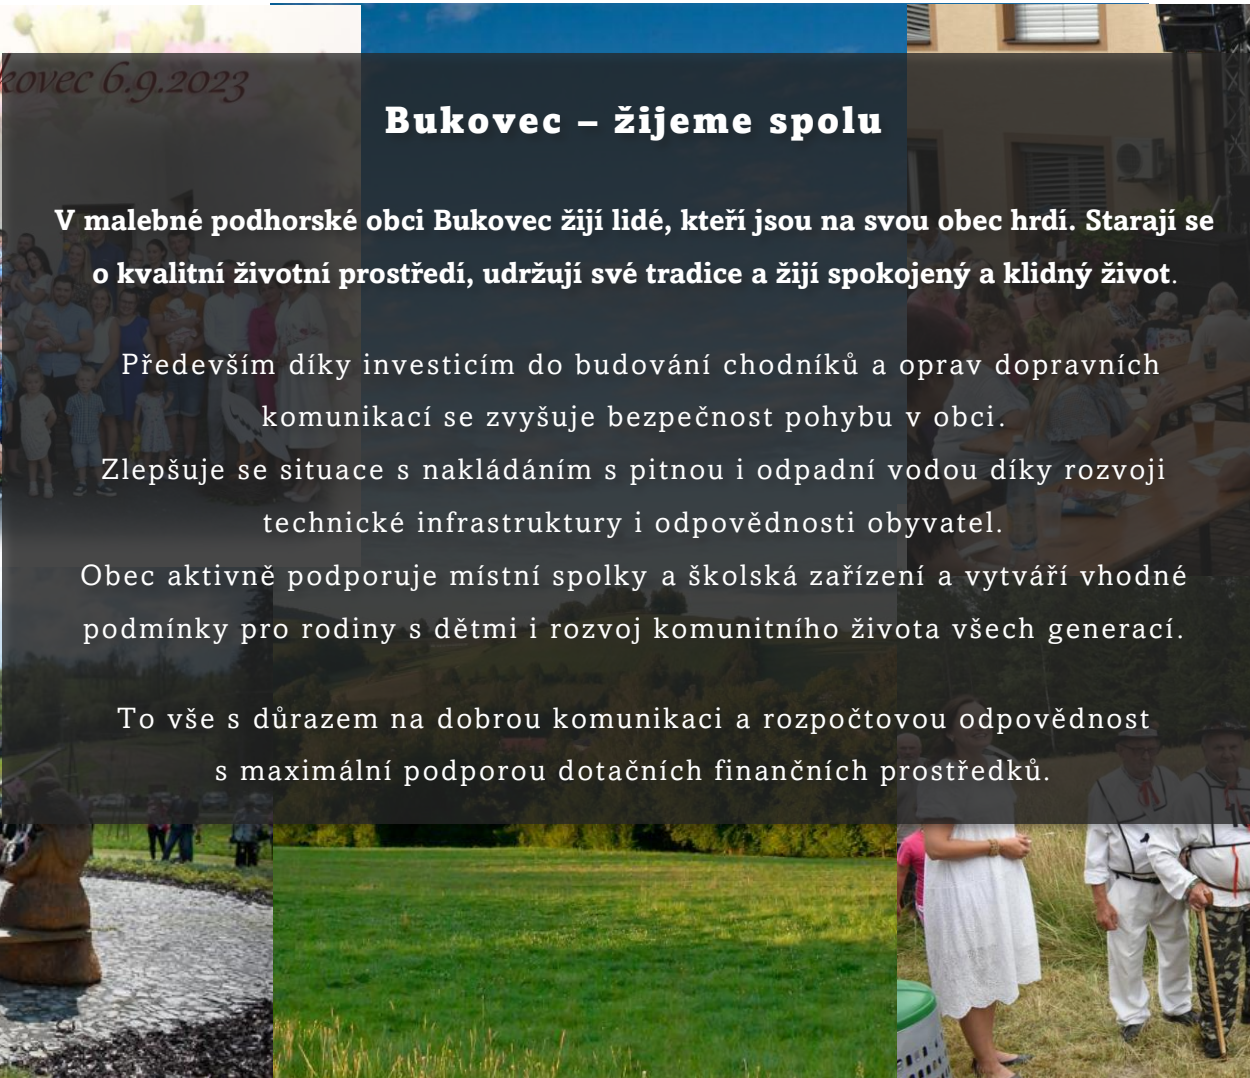 kovec 6.9.2023
Bukovec – žijeme spolu
V malebné podhorské obci Bukovec žijí lidé, kteří jsou na svou obec hrdí. Starají se
o kvalitní životní prostředí, udržují své tradice a žijí spokojený a klidný život.
Především díky investicím do budování chodníků a oprav dopravních
komunikací se zvyšuje bezpečnost pohybu v obci.
Zlepšuje se situace s nakládáním s pitnou i odpadní vodou díky rozvoji
technické infrastruktury i odpovědnosti obyvatel.
Obec aktivně podporuje místní spolky a školská zařízení a vytváří vhodné
podmínky pro rodiny s dětmi i rozvoj komunitního života všech generací.
To vše s důrazem na dobrou komunikaci a rozpočtovou odpovědnost
s maximální podporou dotačních finančních prostředků.